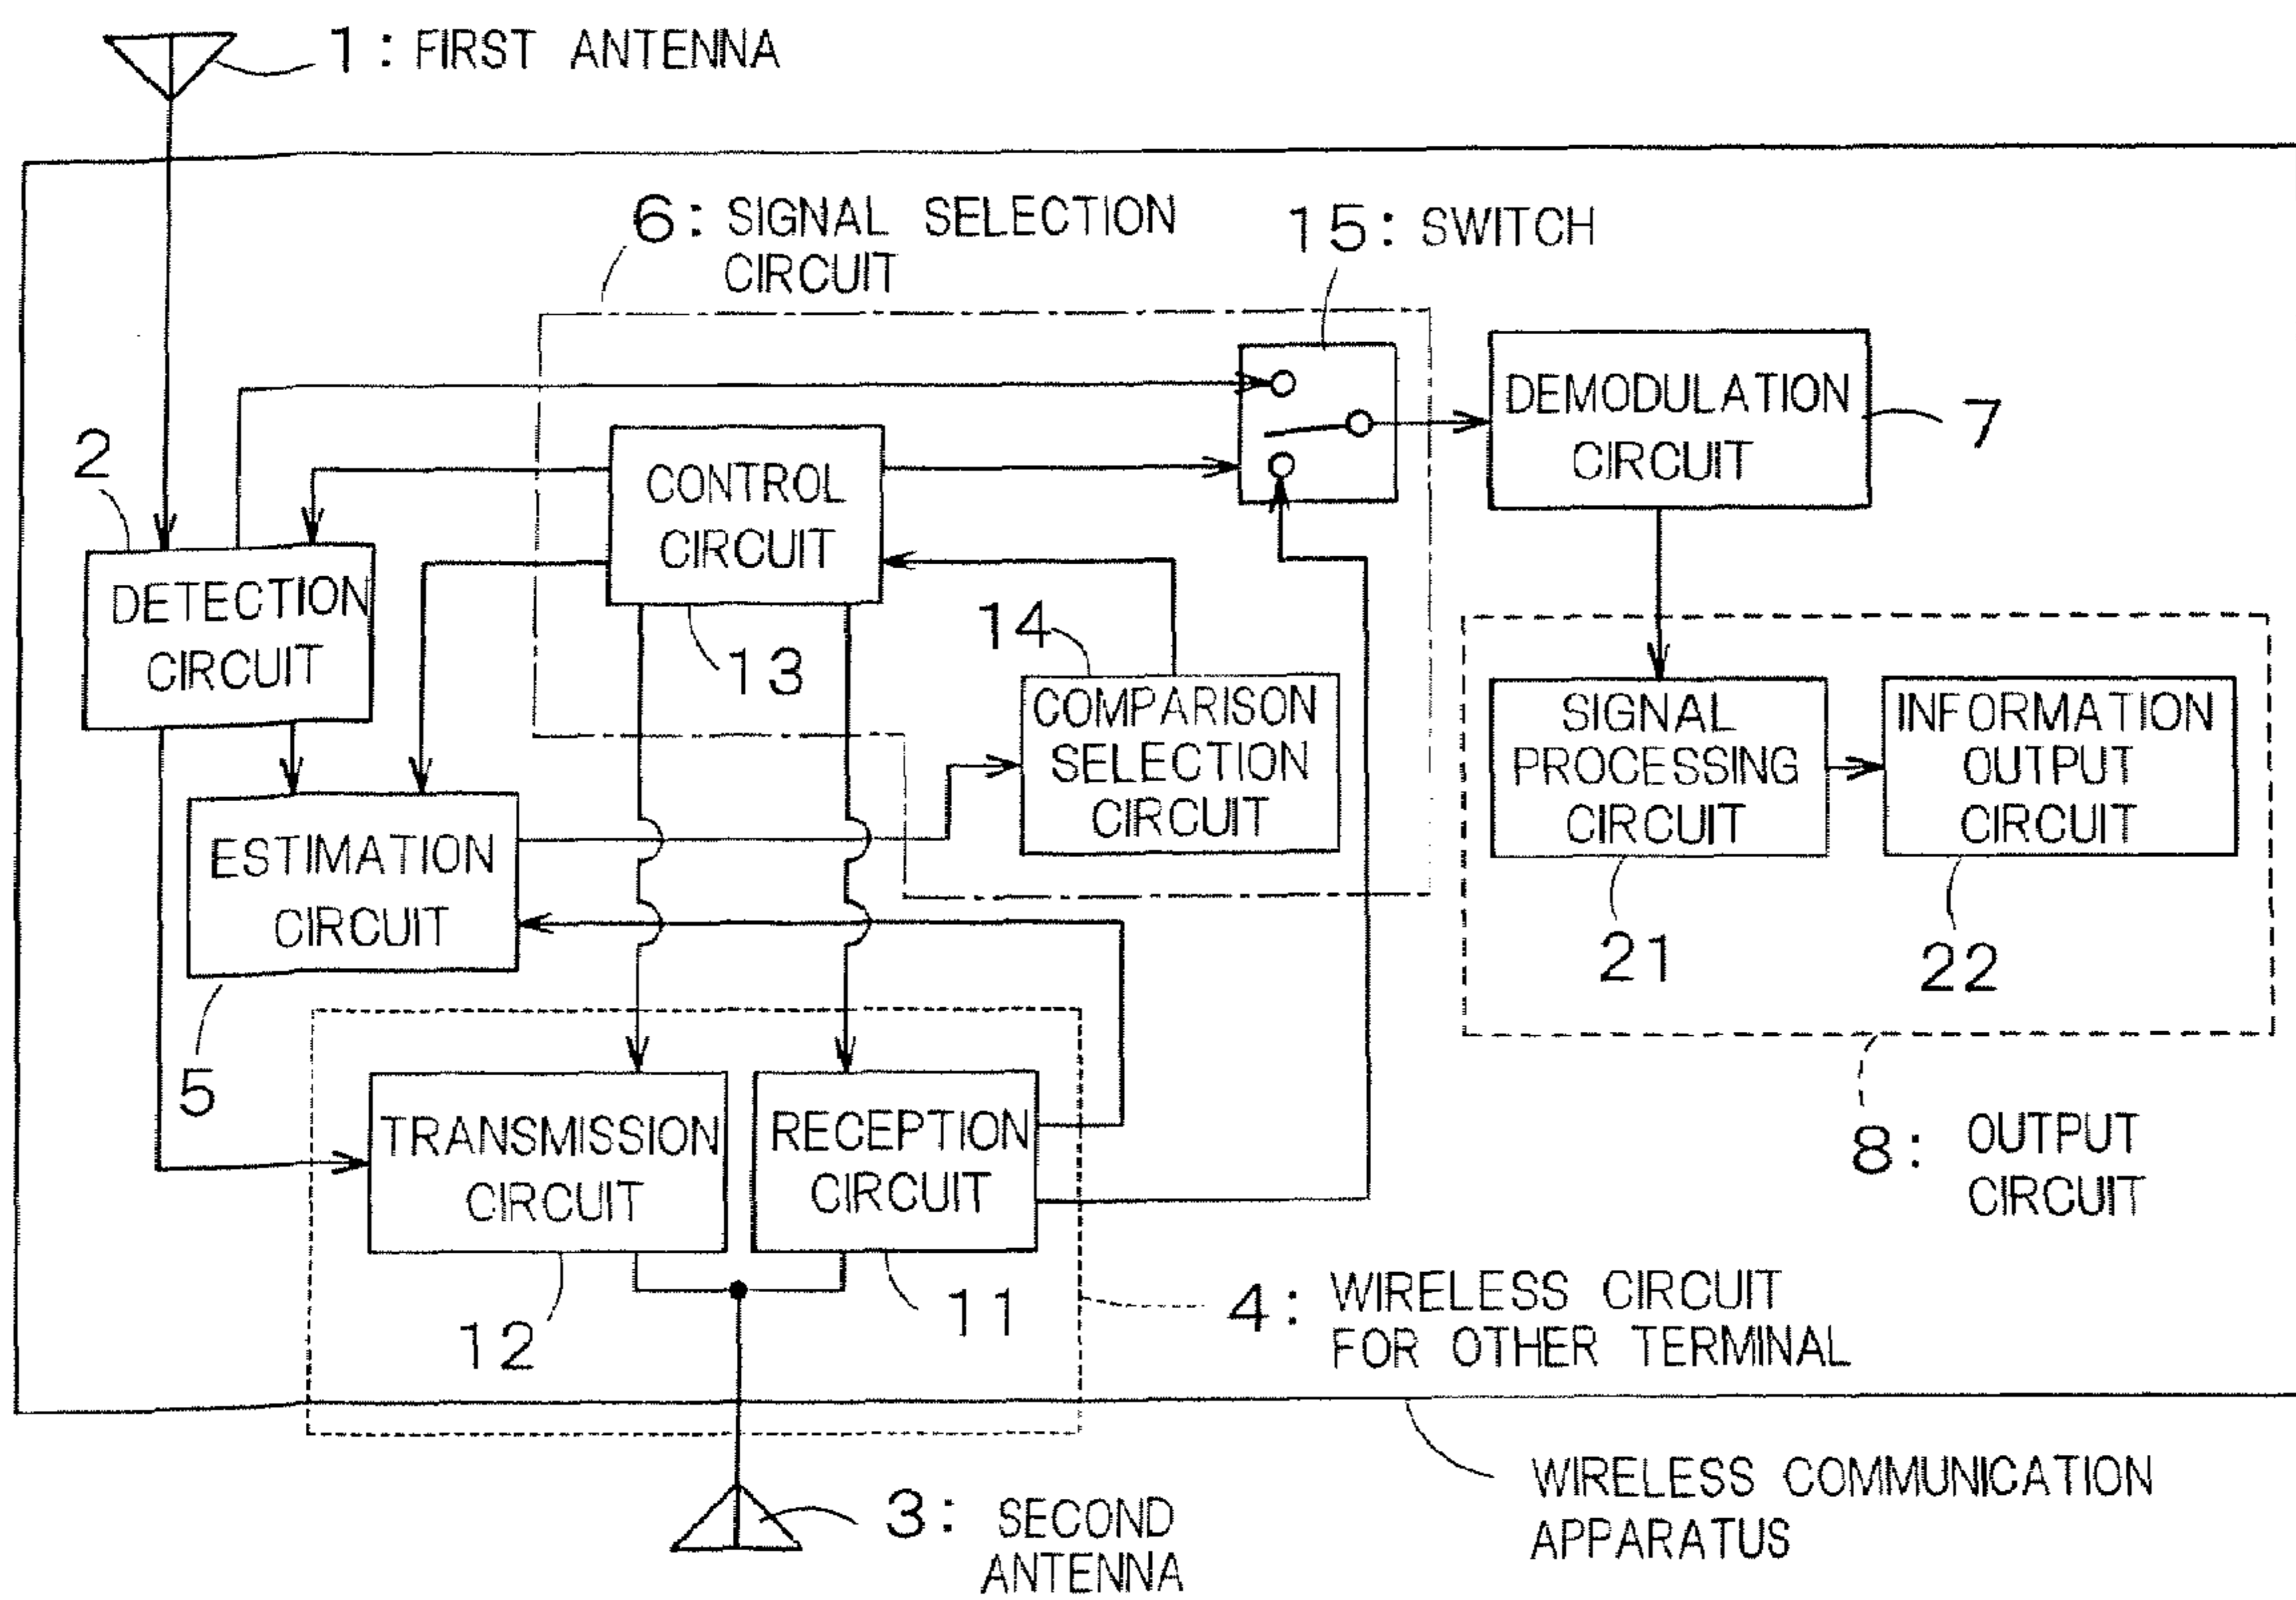 1: FIRST ANTENNA
6: SIGNAL SELECTION
CIRCUIT
15: SWITCH
DEMODULATION
CIRCUIT
7
2
CONTROL
CIRCUIT
13
DETECTION
CIRCUIT
14
COMPARISON
SELECTION
CIRCUIT
SIGNAL
PROCESSING
CIRCUIT
21
INFORMATION
OUTPUT
CIRCUIT
22
ESTIMATION
CIRCUIT
5
8: OUTPUT
CIRCUIT
TRANSMISSION
CIRCUIT
12
RECEPTION
CIRCUIT
11
4: WIRELESS CIRCUIT
FOR OTHER TERMINAL
WIRELESS COMMUNICATION
APPARATUS
3: SECOND
ANTENNA